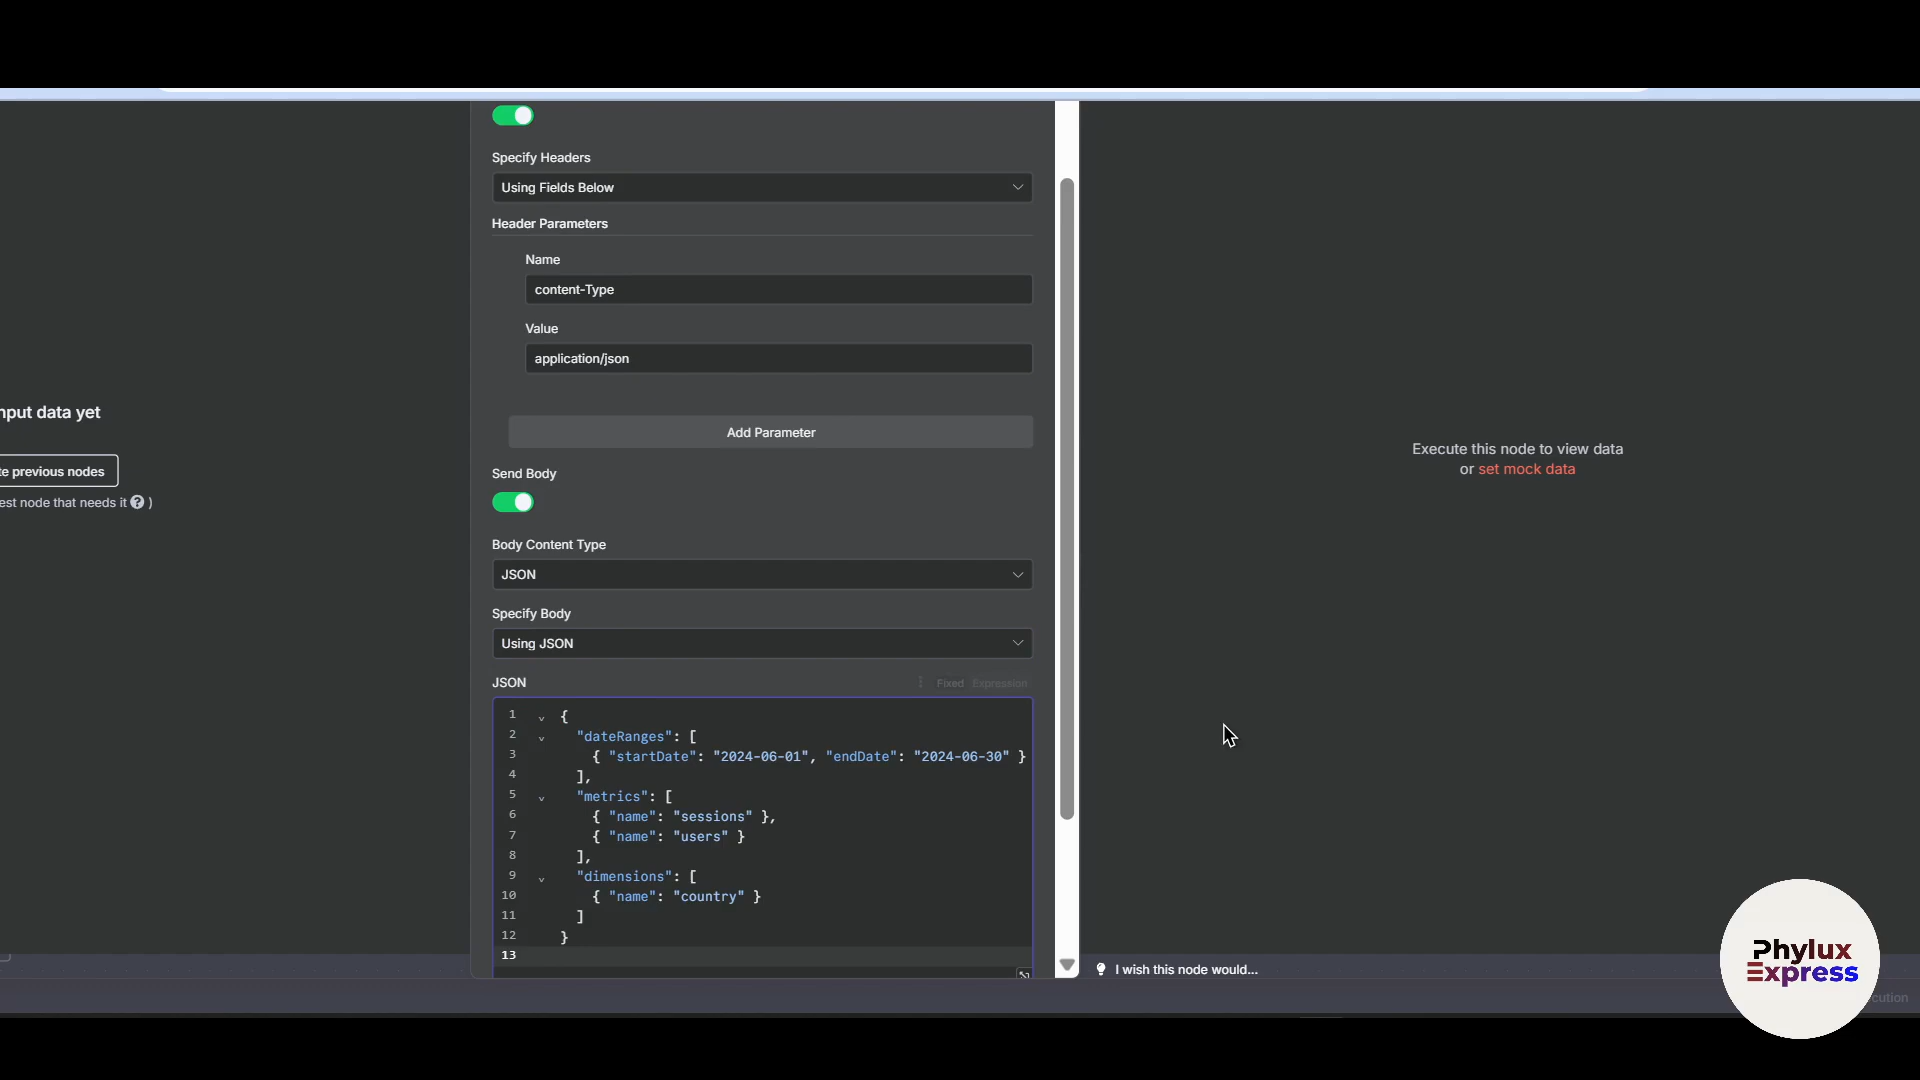 Specify Headers
Using Fields Below
Header Parameters
Name
content-Type
Value
application/json
nput data yet
Add Parameter
Execute this node to view data
or set mock data
te previous nodes
Send Body
est node that needs it ? )
Body Content Type
JSON
Specify Body
Using JSON
JSON
Fixed Expression
1 {
2 "dateRanges": [
3 { "startDate": "2024-06-01", "endDate": "2024-06-30" }
4 ],
5 "metrics": [
6 { "name": "sessions" },
7 { "name": "users" }
8 ],
9 "dimensions": [
10 { "name": "country" }
11 ]
12 }
13
I wish this node would...
Phylux
Express
cution